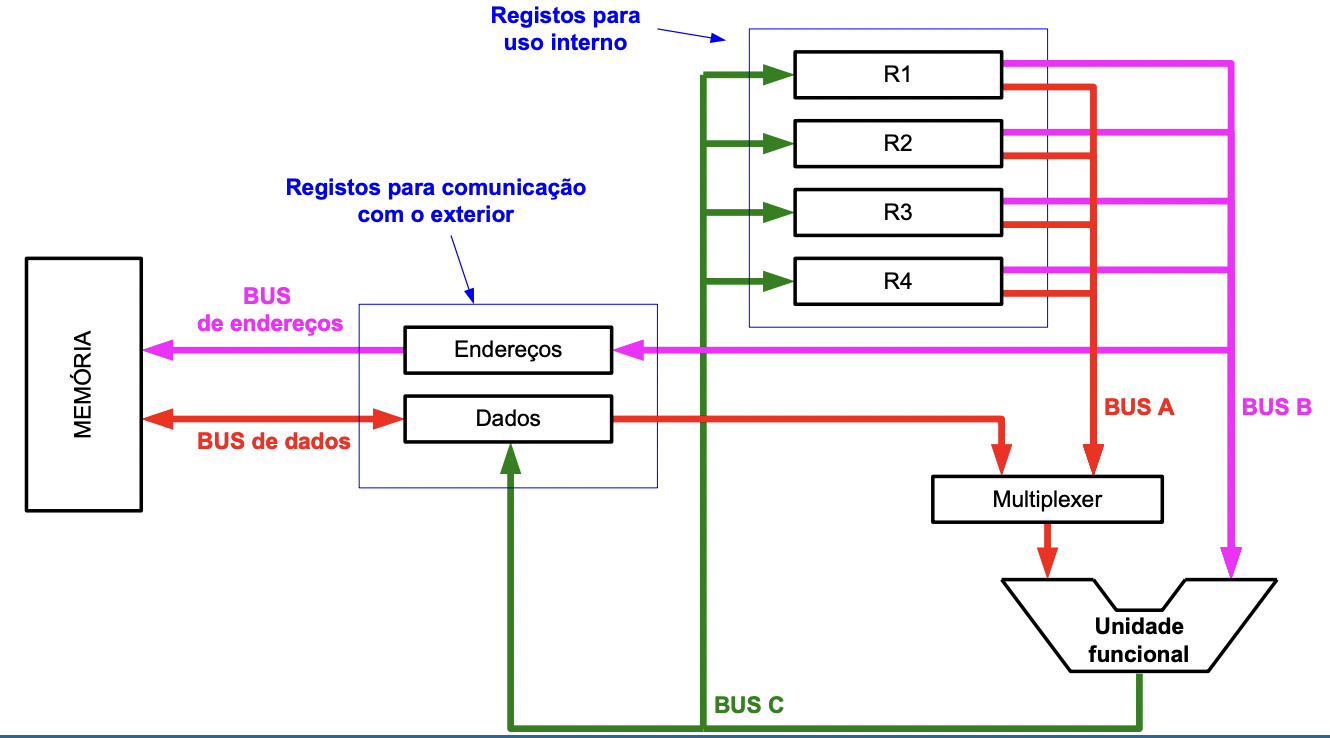 Registos para
uso interno
R1
R2
R3
R4
Registos para comunicação
com o exterior
MEMÓRIA
BUS
de endereços
Endereços
Dados
BUS de dados
BUS A
BUS B
Multiplexer
Unidade
funcional
BUS C